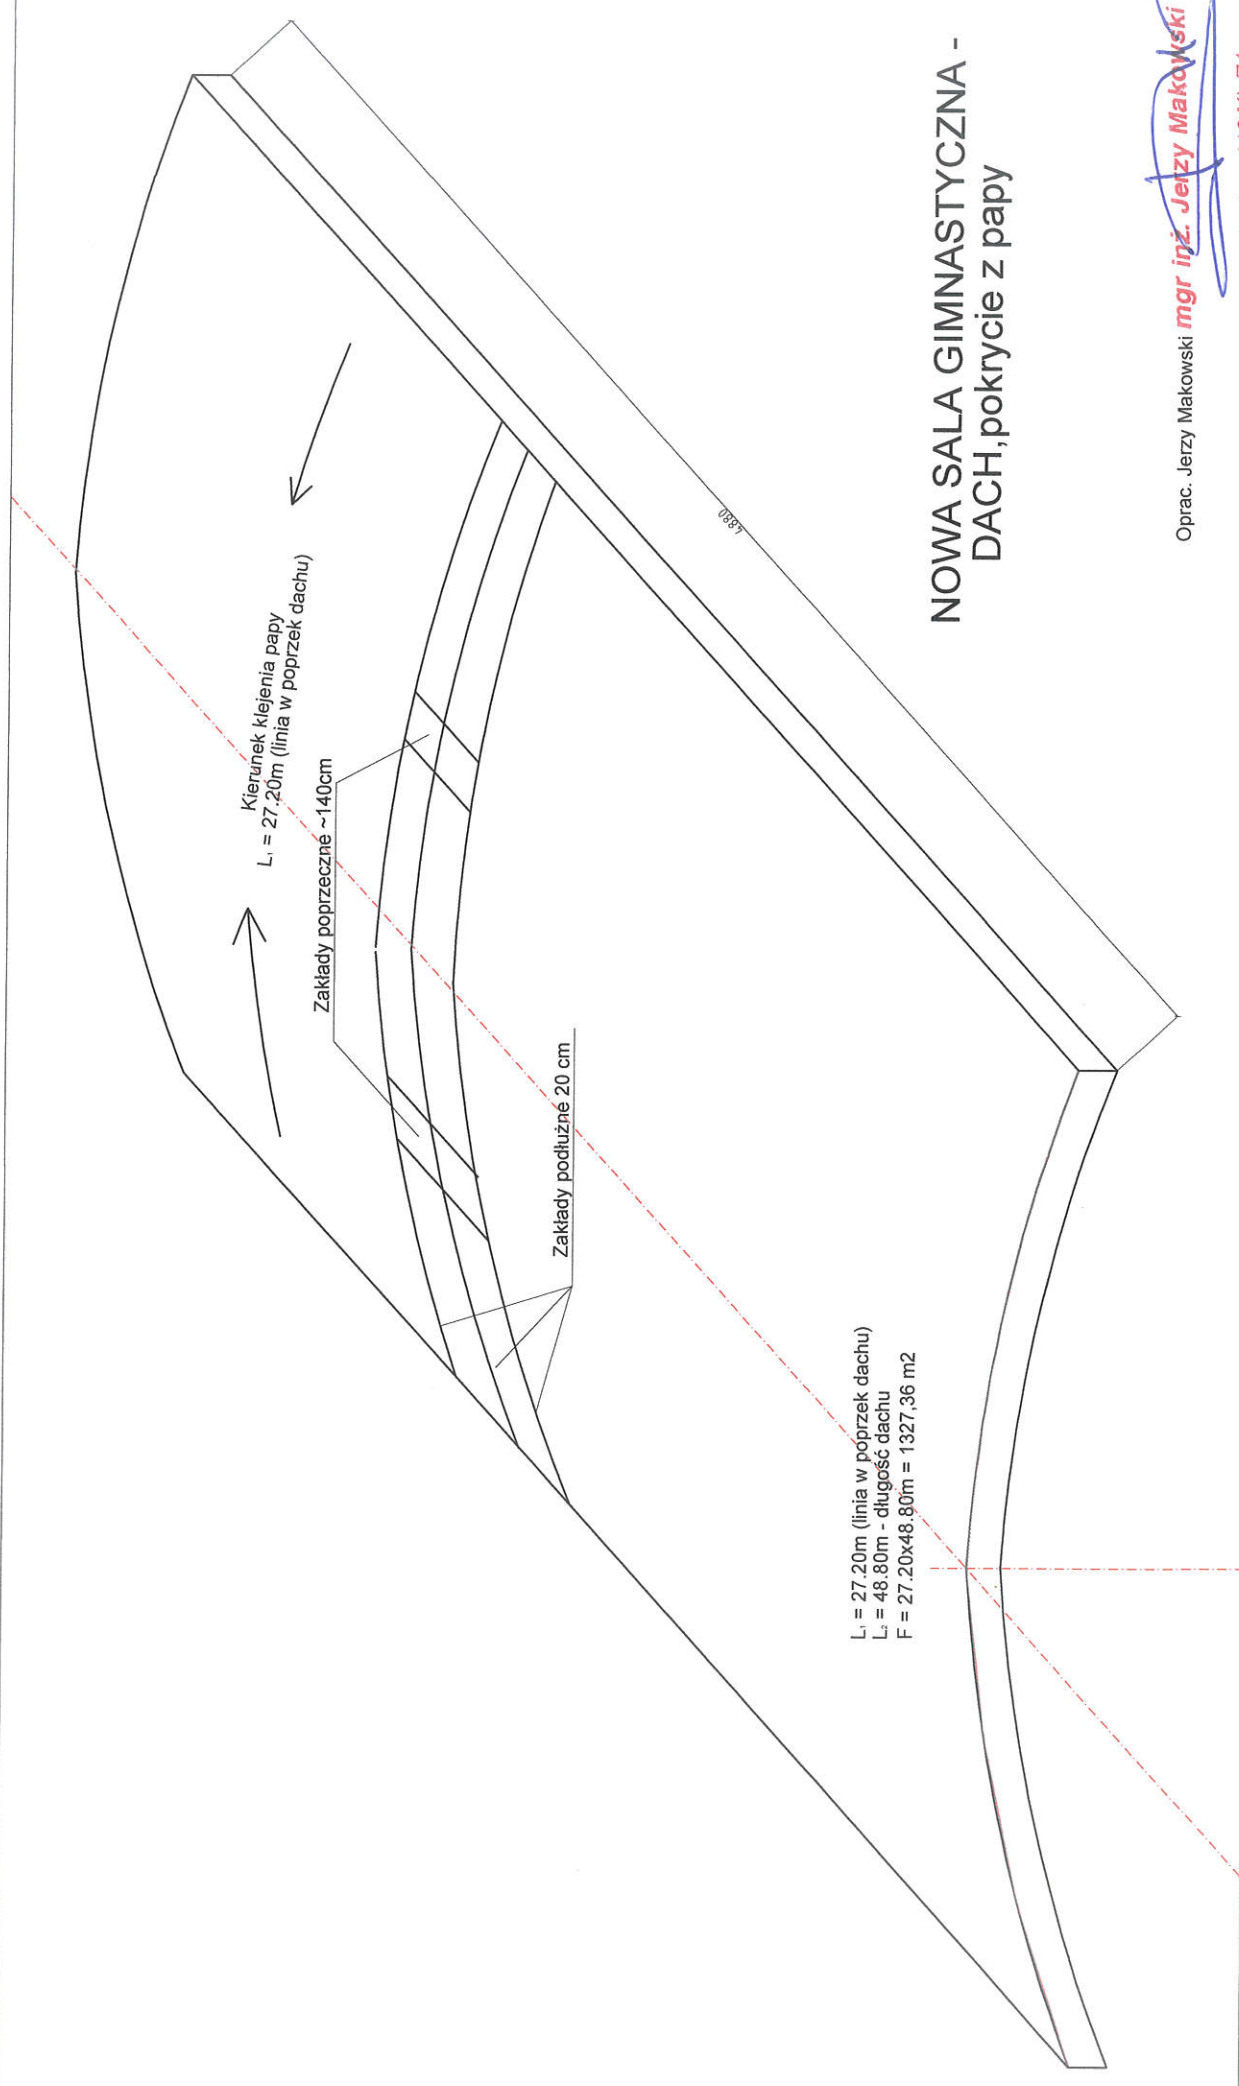 Kierunek klejenia papy
L₁ = 27.20m (linia w poprzek dachu)
Zakłady poprzeczne ~140cm
Zakłady podłużne 20 cm
4880
L₁ = 27.20m (linia w poprzek dachu)
L₂ = 48.80m - długość dachu
F = 27.20x48.80m = 1327,36 m2
NOWA SALA GIMNASTYCZNA -
DACH,pokrycie z papy
Oprac. Jerzy Makowski mgr inż. Jerzy Makowski